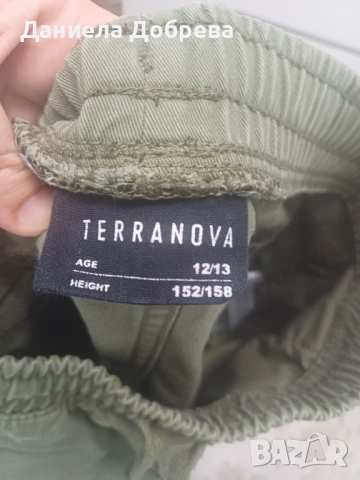 Даниела Добрева
TERRANOVA
AGE 12/13
HEIGHT 152/158
BAZAR